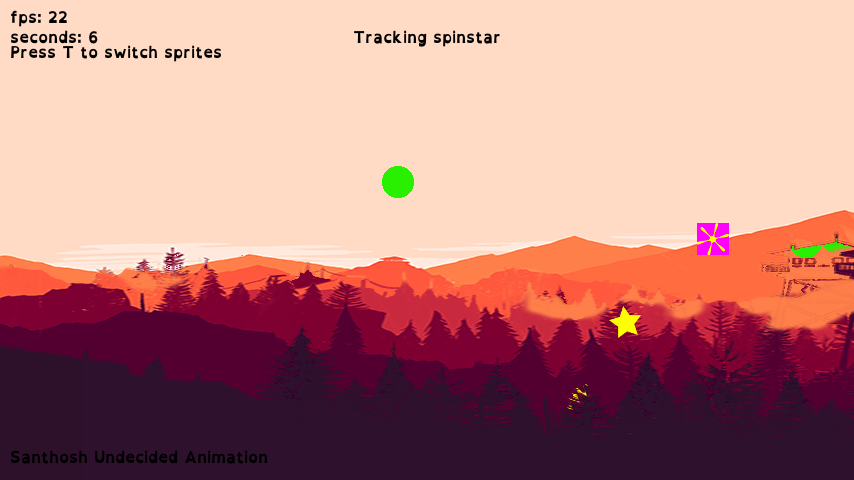 fps: 22
seconds: 6
Press T to switch sprites
Tracking spinstar
Santhosh Undecided Animation